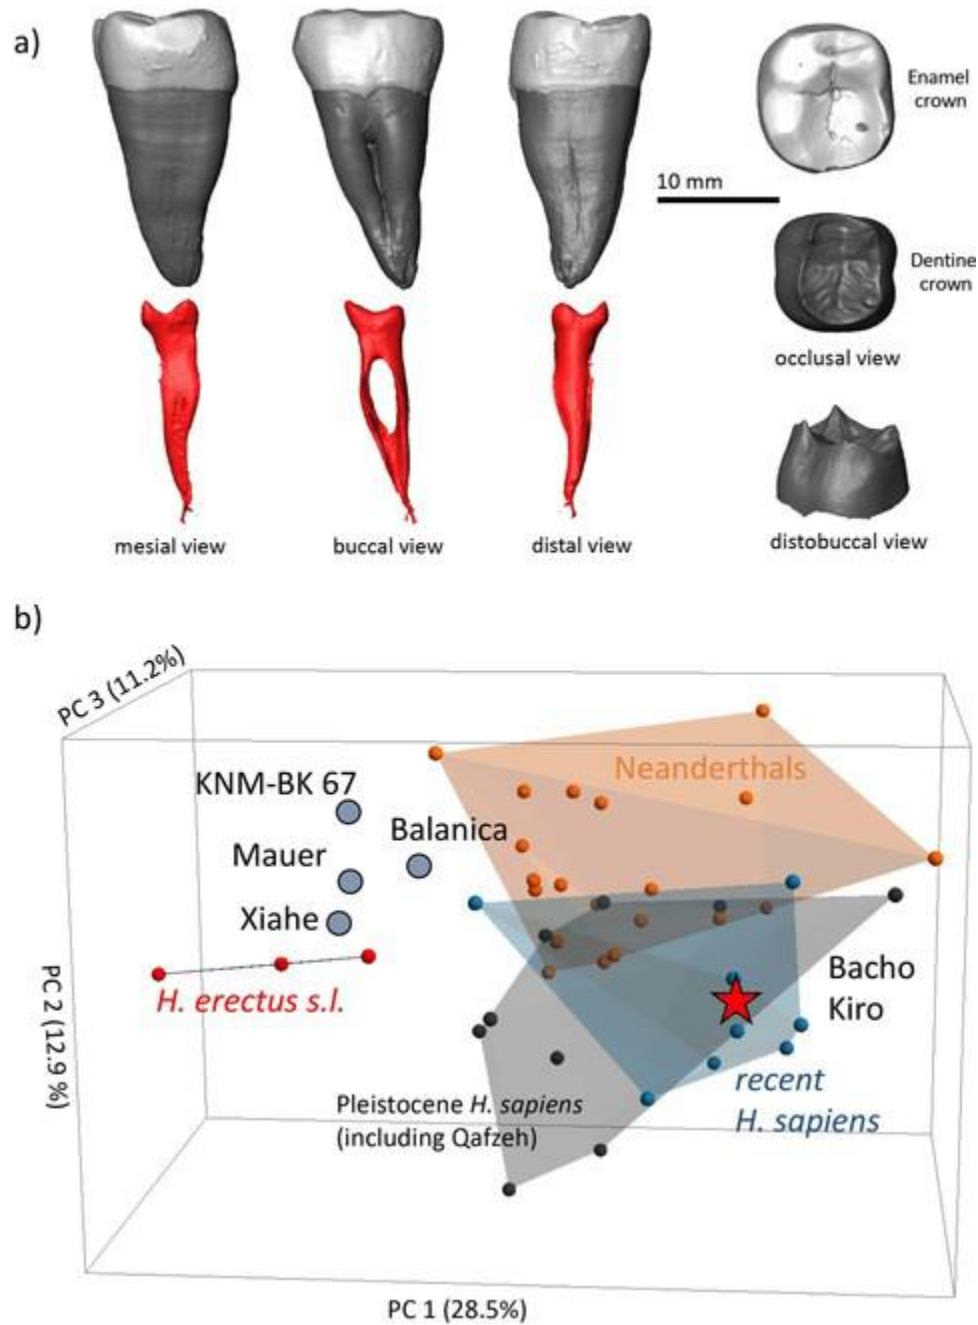 a)
Enamel
crown
10 mm
Dentine
crown
occlusal view
mesial view
buccal view
distal view
distobuccal view
b)
PC 3 (11.2%)
Neanderthals
KNM-BK 67
Balanica
Mauer
Xiahe
H. erectus s.l.
Bacho
Kiro
PC 2 (12.9 %)
Pleistocene H. sapiens
(including Qafzeh)
recent
H. sapiens
PC 1 (28.5%)